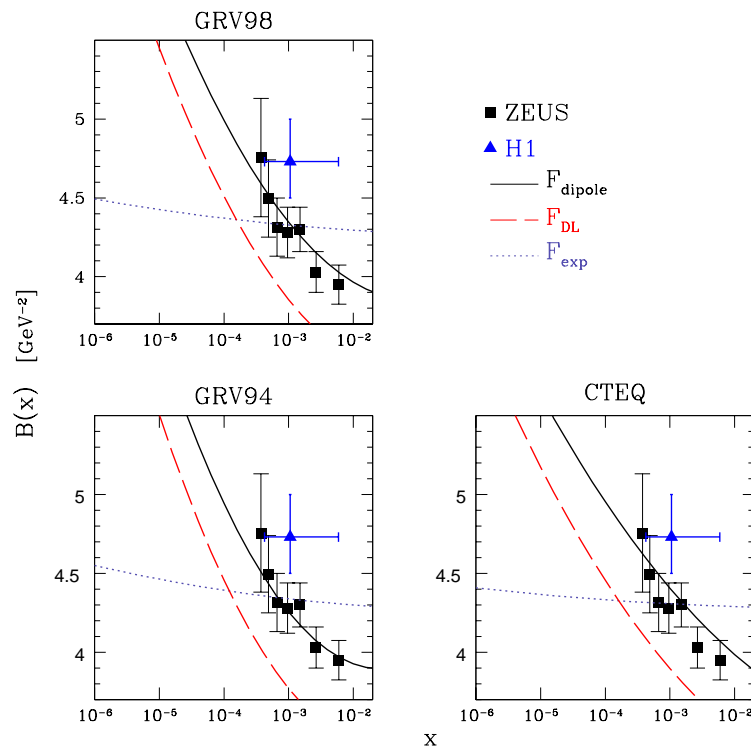 GRV98
5
4.5
4
10⁻⁶ 10⁻⁵ 10⁻⁴ 10⁻³ 10⁻²
ZEUS
H1
F_dipole
F_DL
F_exp
B(x) [GeV⁻²]
GRV94
5
4.5
4
10⁻⁶ 10⁻⁵ 10⁻⁴ 10⁻³ 10⁻²
CTEQ
5
4.5
4
10⁻⁶ 10⁻⁵ 10⁻⁴ 10⁻³ 10⁻²
x